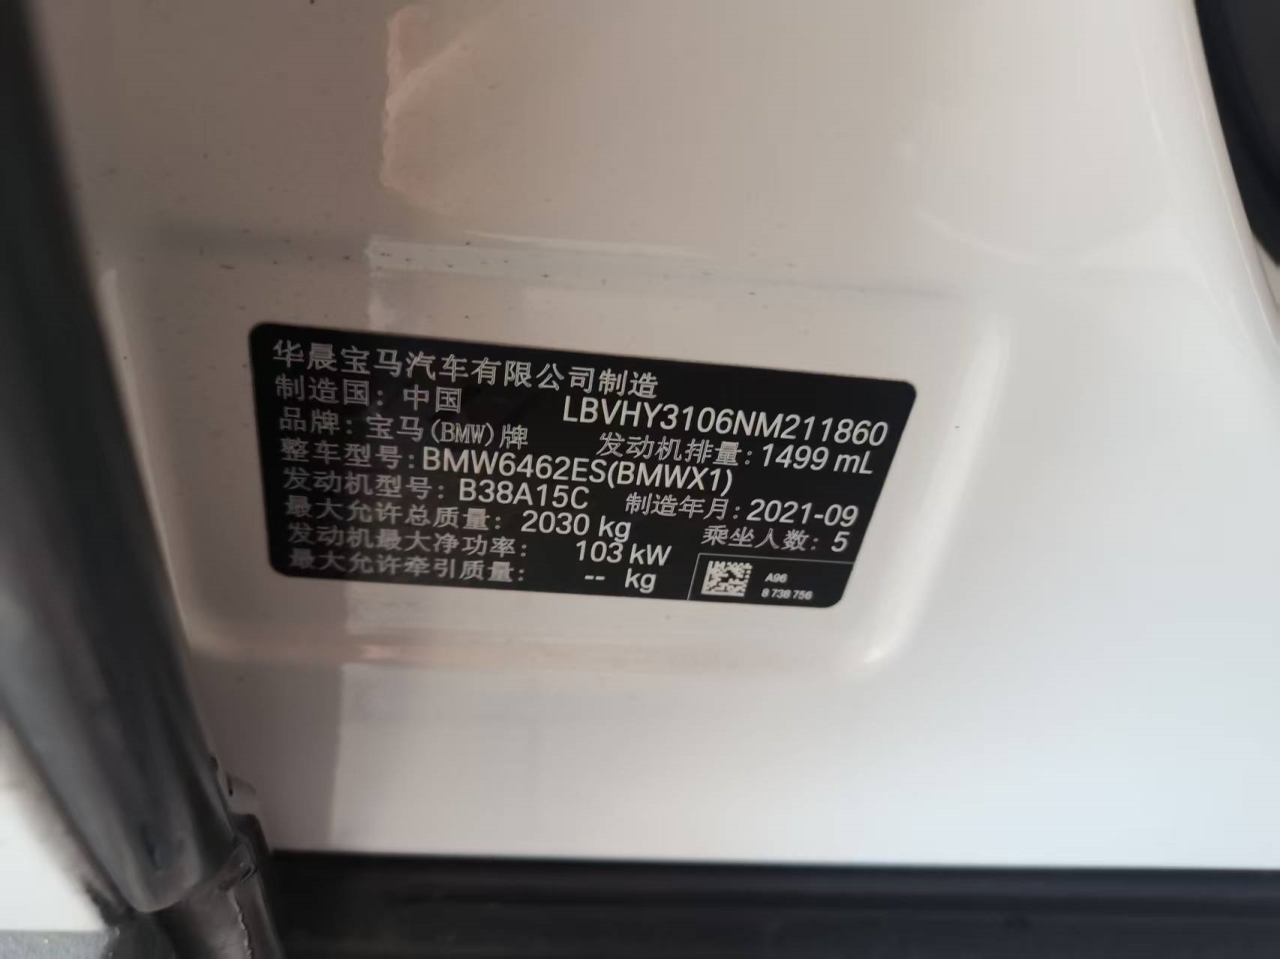 华晨宝马汽车有限公司制造
制造国：中国 LBVHY3106NM211860
品牌：宝马(BMW)牌 发动机排量：1499 mL
整车型号：BMW6462ES(BMWX1)
发动机型号：B38A15C 制造年月：2021-09
最大允许总质量：2030 kg 乘坐人数：5
发动机最大净功率：103 kW
最大允许牵引质量：-- kg
A96
8 738 756